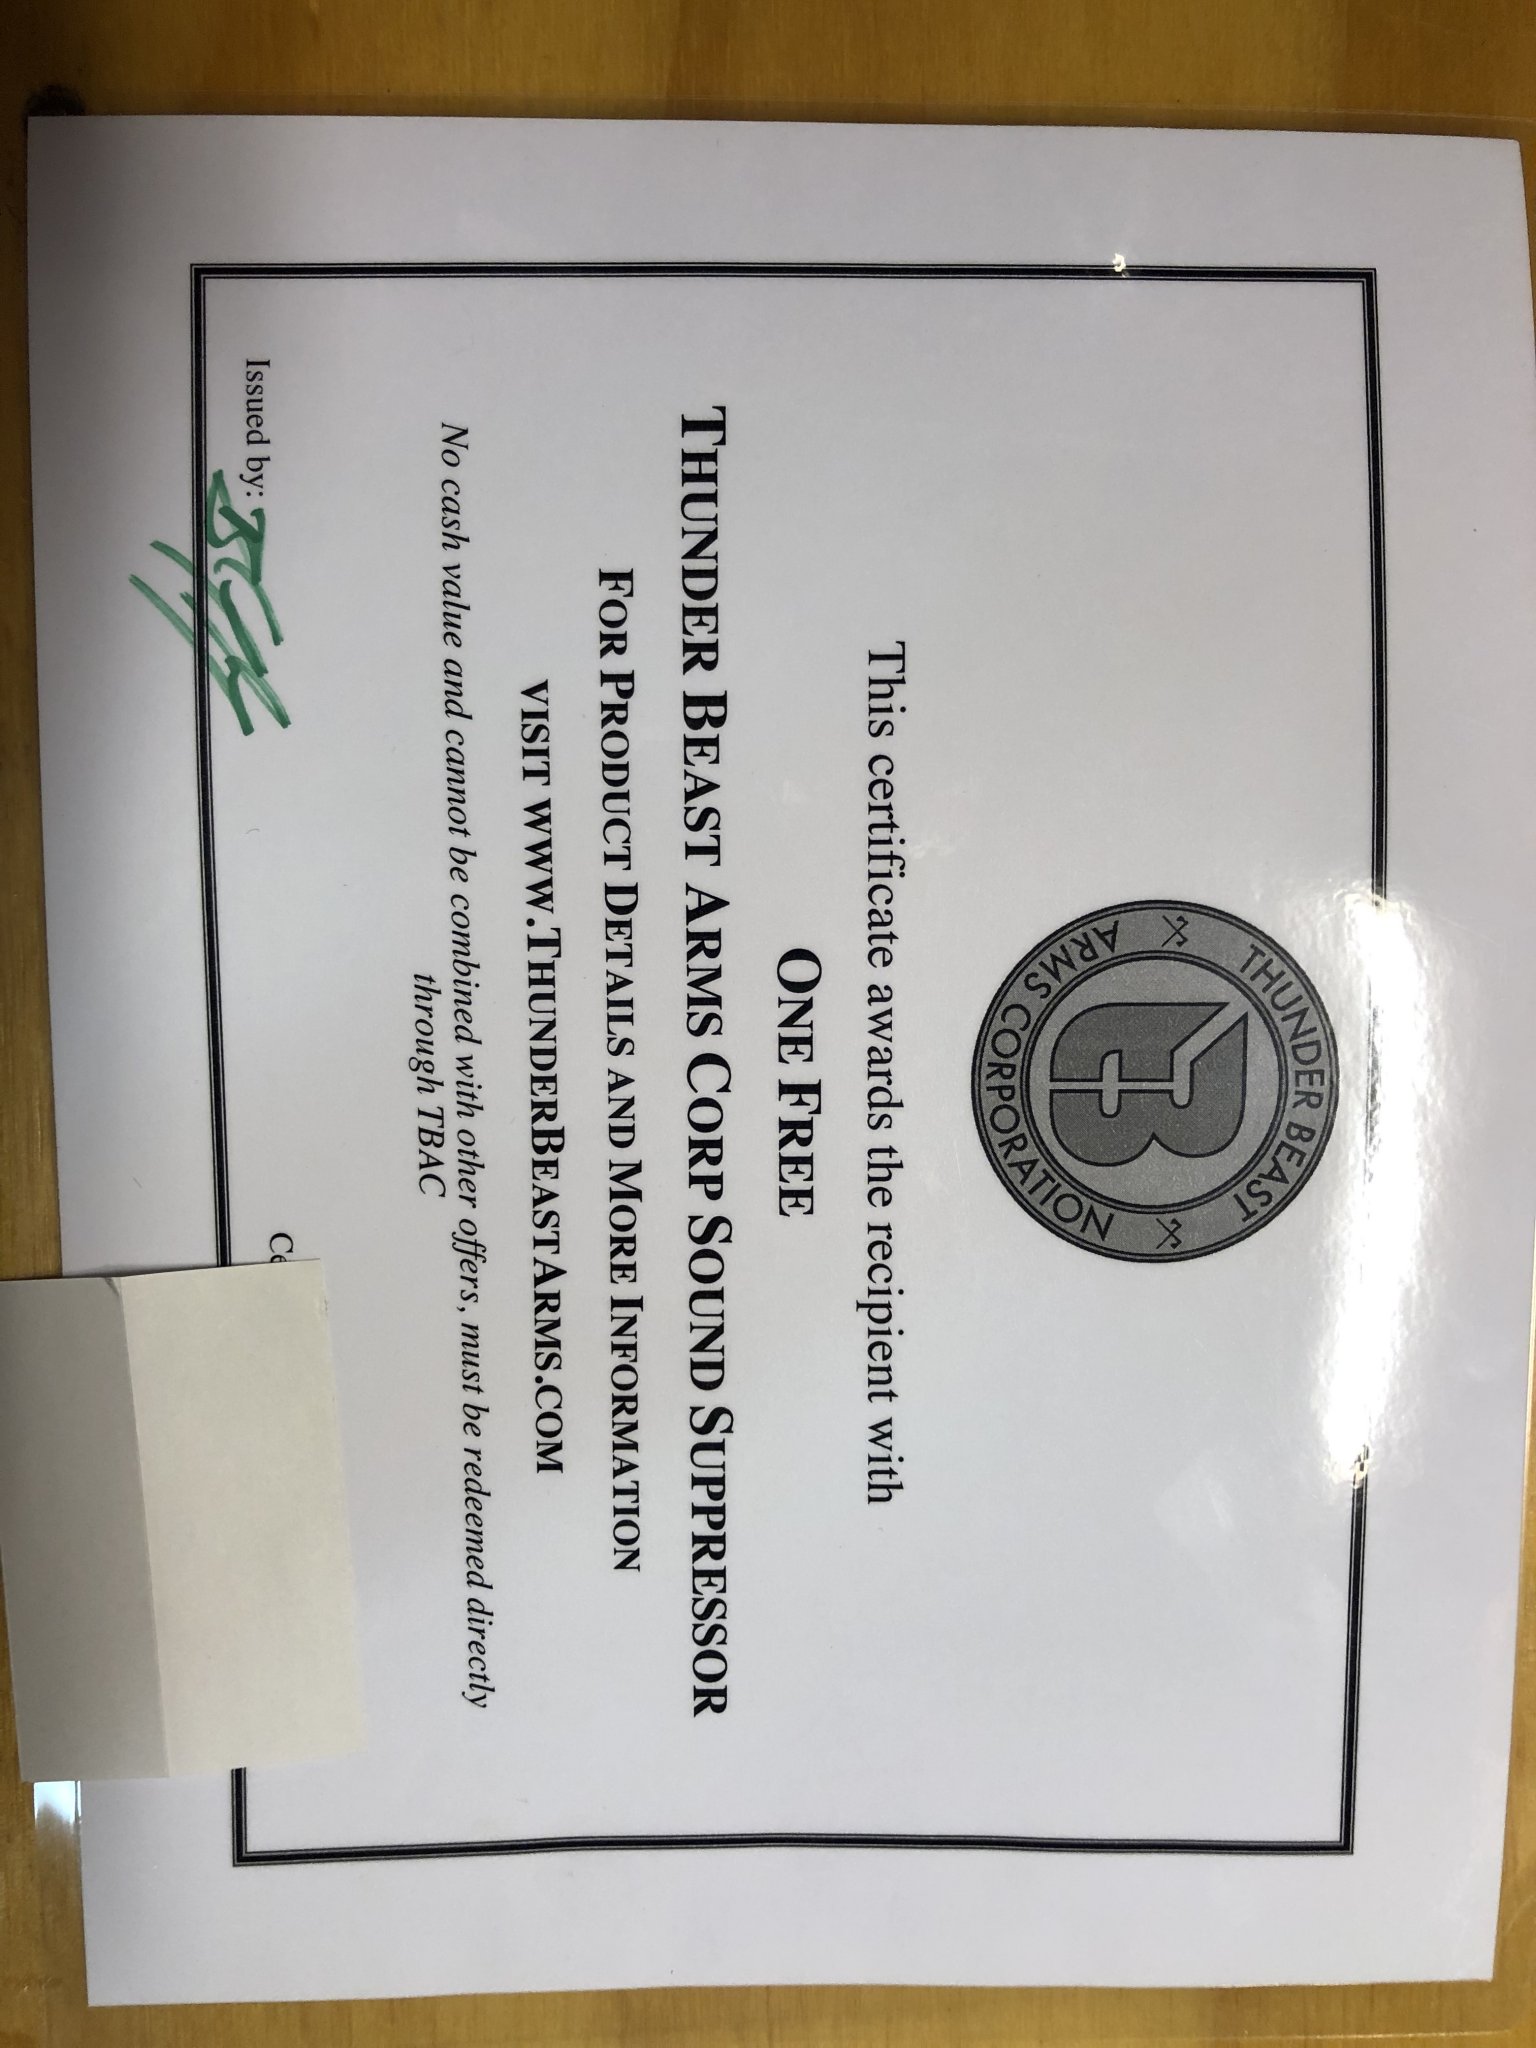 THUNDER BEAST
ARMS CORPORATION
This certificate awards the recipient with
ONE FREE
THUNDER BEAST ARMS CORP SOUND SUPPRESSOR
FOR PRODUCT DETAILS AND MORE INFORMATION
VISIT WWW.THUNDERBEASTARMS.COM
No cash value and cannot be combined with other offers, must be redeemed directly
through TBAC
Issued by: